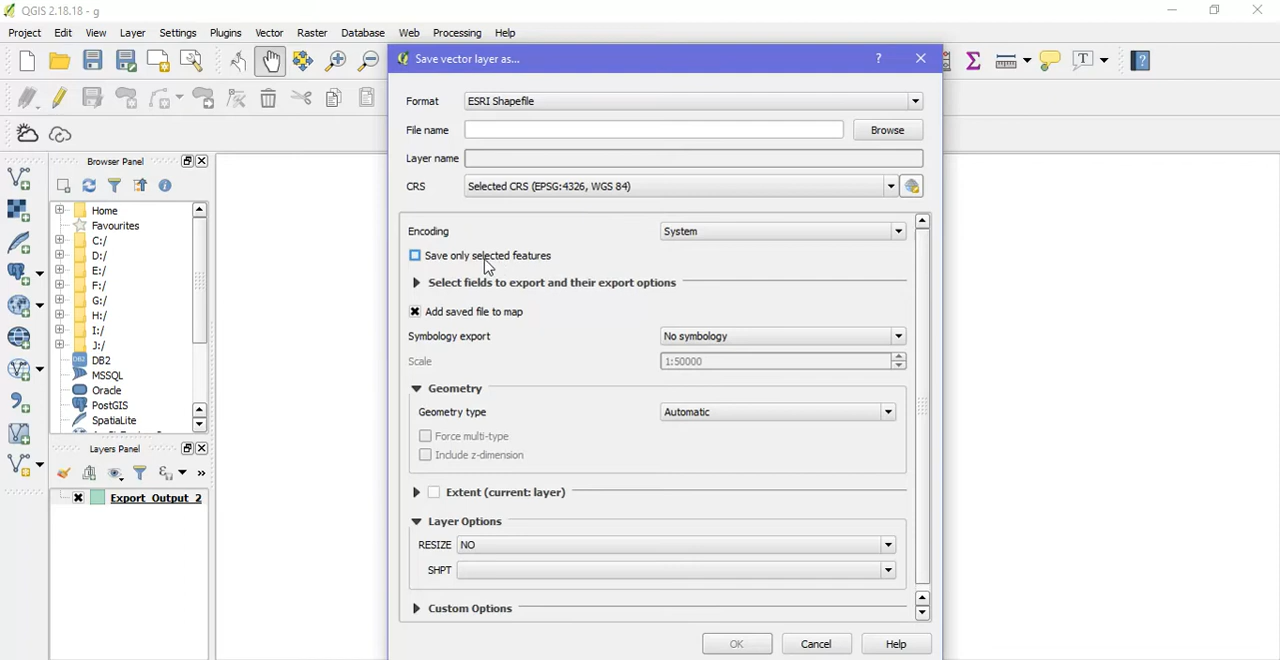 QGIS 2.18.18 - g
Project Edit View Layer Settings Plugins Vector Raster Database Web Processing Help
Save vector layer as...
Format ESRI Shapefile
File name Browse
Layer name
CRS Selected CRS (EPSG:4326, WGS 84)
Encoding System
Save only selected features
Select fields to export and their export options
Add saved file to map
Symbology export No symbology
Scale 1:50000
Geometry
Geometry type Automatic
Force multi-type
Include z-dimension
Extent (current: layer)
Layer Options
RESIZE NO
SHPT
Custom Options
OK Cancel Help
Browser Panel
Home
Favourites
C:/
D:/
E:/
F:/
G:/
H:/
I:/
J:/
DB2
MSSQL
Oracle
PostGIS
SpatiaLite
Layers Panel
Export_Output_2